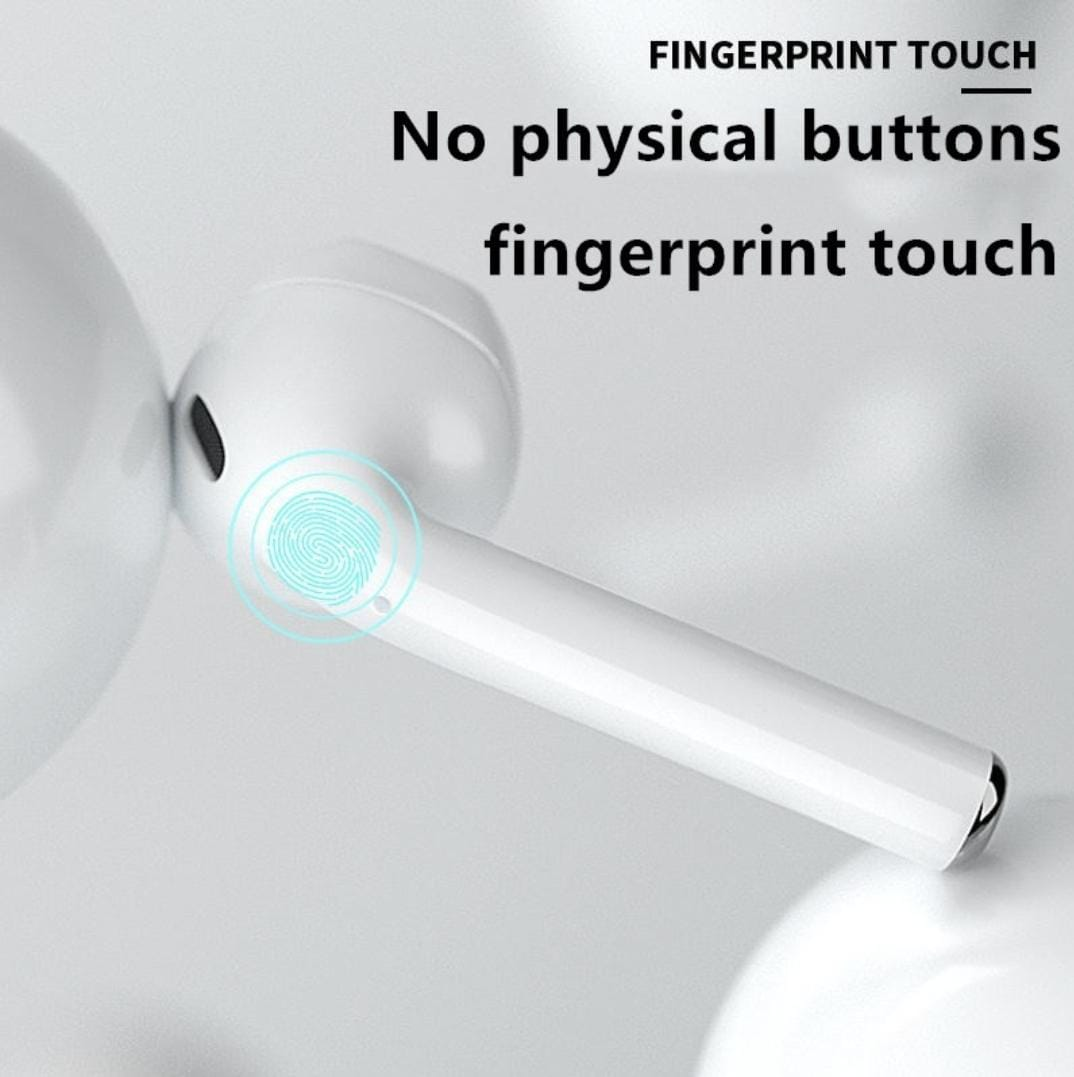 FINGERPRINT TOUCH
No physical buttons
fingerprint touch